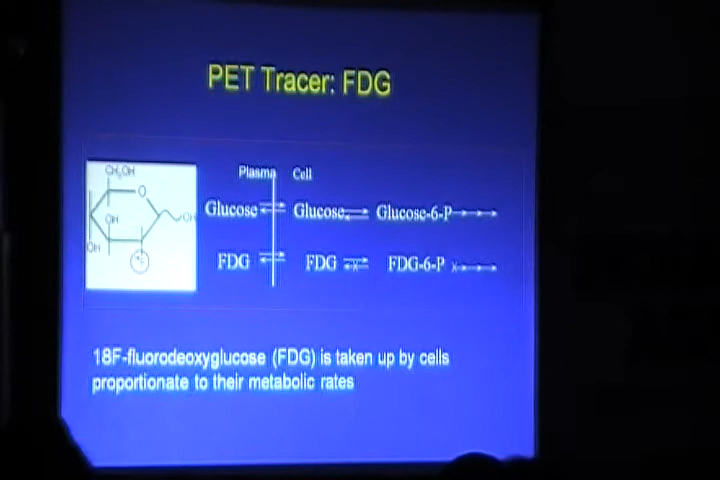 PET Tracer: FDG
CH₂OH
O
OH
OH
OH
Plasma Cell
Glucose Glucose Glucose-6-P
FDG FDG FDG-6-P
18F-fluorodeoxyglucose (FDG) is taken up by cells
proportionate to their metabolic rates